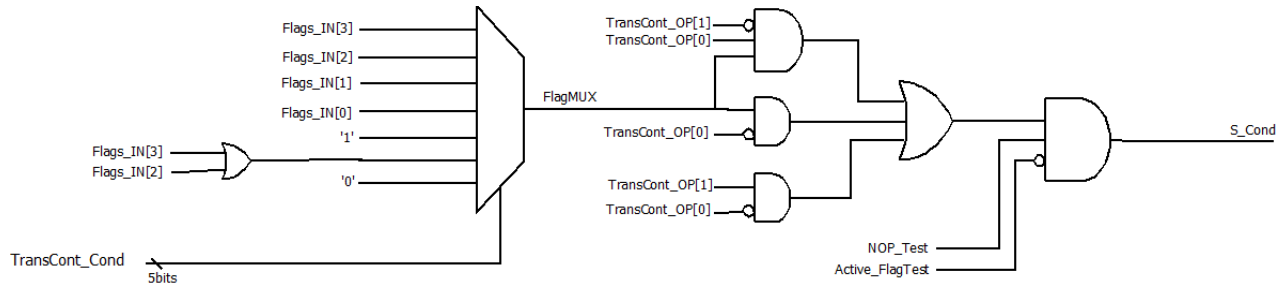 Flags_IN[3]
Flags_IN[2]
Flags_IN[1]
Flags_IN[0]
'1'
Flags_IN[3]
Flags_IN[2]
'0'
TransCont_Cond
5bits
FlagMUX
TransCont_OP[1]
TransCont_OP[0]
TransCont_OP[0]
TransCont_OP[1]
TransCont_OP[0]
NOP_Test
Active_FlagTest
S_Cond